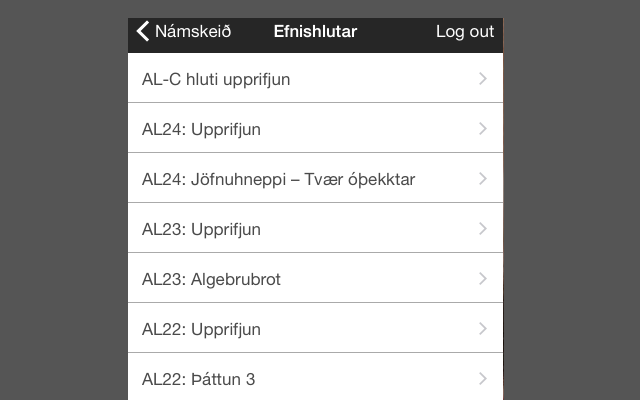 Námskeið Efnishlutar Log out
AL-C hluti upprifjun
AL24: Upprifjun
AL24: Jöfnuhneppi – Tvær óþekktar
AL23: Upprifjun
AL23: Algebrubrot
AL22: Upprifjun
AL22: Þáttun 3